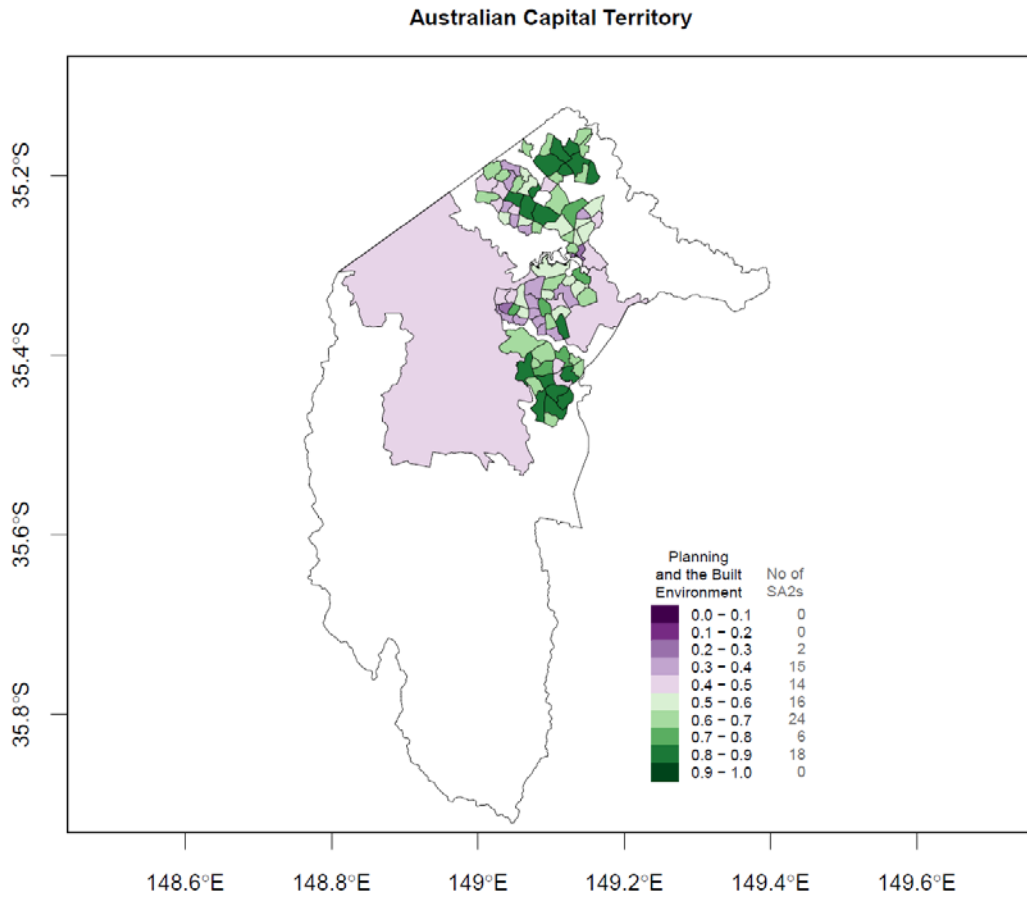 Australian Capital Territory
35.2°S
35.4°S
35.6°S
35.8°S
Planning
and the Built
Environment
No of
SA2s
0.0 − 0.1 0
0.1 − 0.2 0
0.2 − 0.3 2
0.3 − 0.4 15
0.4 − 0.5 14
0.5 − 0.6 16
0.6 − 0.7 24
0.7 − 0.8 6
0.8 − 0.9 18
0.9 − 1.0 0
148.6°E 148.8°E 149°E 149.2°E 149.4°E 149.6°E